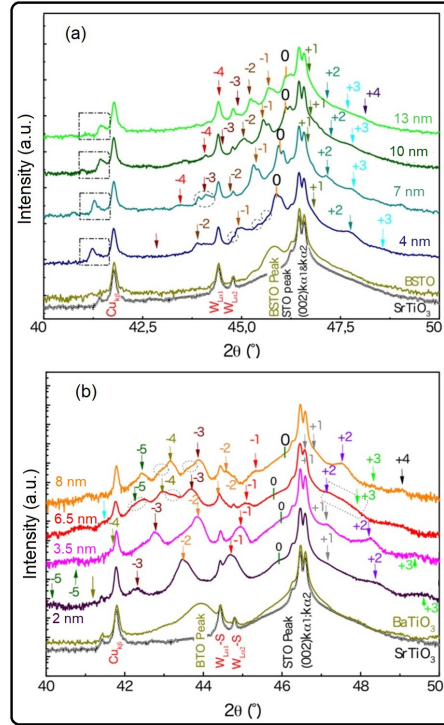 (a)
0
-4 -3 -2 -1 +1 +2 +3 +4
13 nm
0
-4 -3 -2 -1 +1 +2 +3
10 nm
0
-4 -3 -2 -1 +1 +2 +3
7 nm
0
-2 -1 +1 +2 +3
4 nm
BSTO
SrTiO3
Cukβ
WLα1
WLα2
BSTO Peak
STO peak
(002)kα1&kα2
Intensity (a.u.)
40 42,5 45,0 47,5 50
2θ (°)
(b)
-5 -4 -3 -2 -1 0 +1 +2 +3 +4
8 nm
-5 -4 -3 -2 -1 0 +1 +2 +3
6.5 nm
-4 -3 -2 -1 0 +1 +2 +3
3.5 nm
-5 -5 -3 -2 -1 0 +1 +2 +3
2 nm
BaTiO3
SrTiO3
Cukβ
BTO Peak
WLα1-S
WLα2-S
STO Peak
(002)kα1;kα2
Intensity (a.u.)
40 42 44 46 48 50
2θ (°)